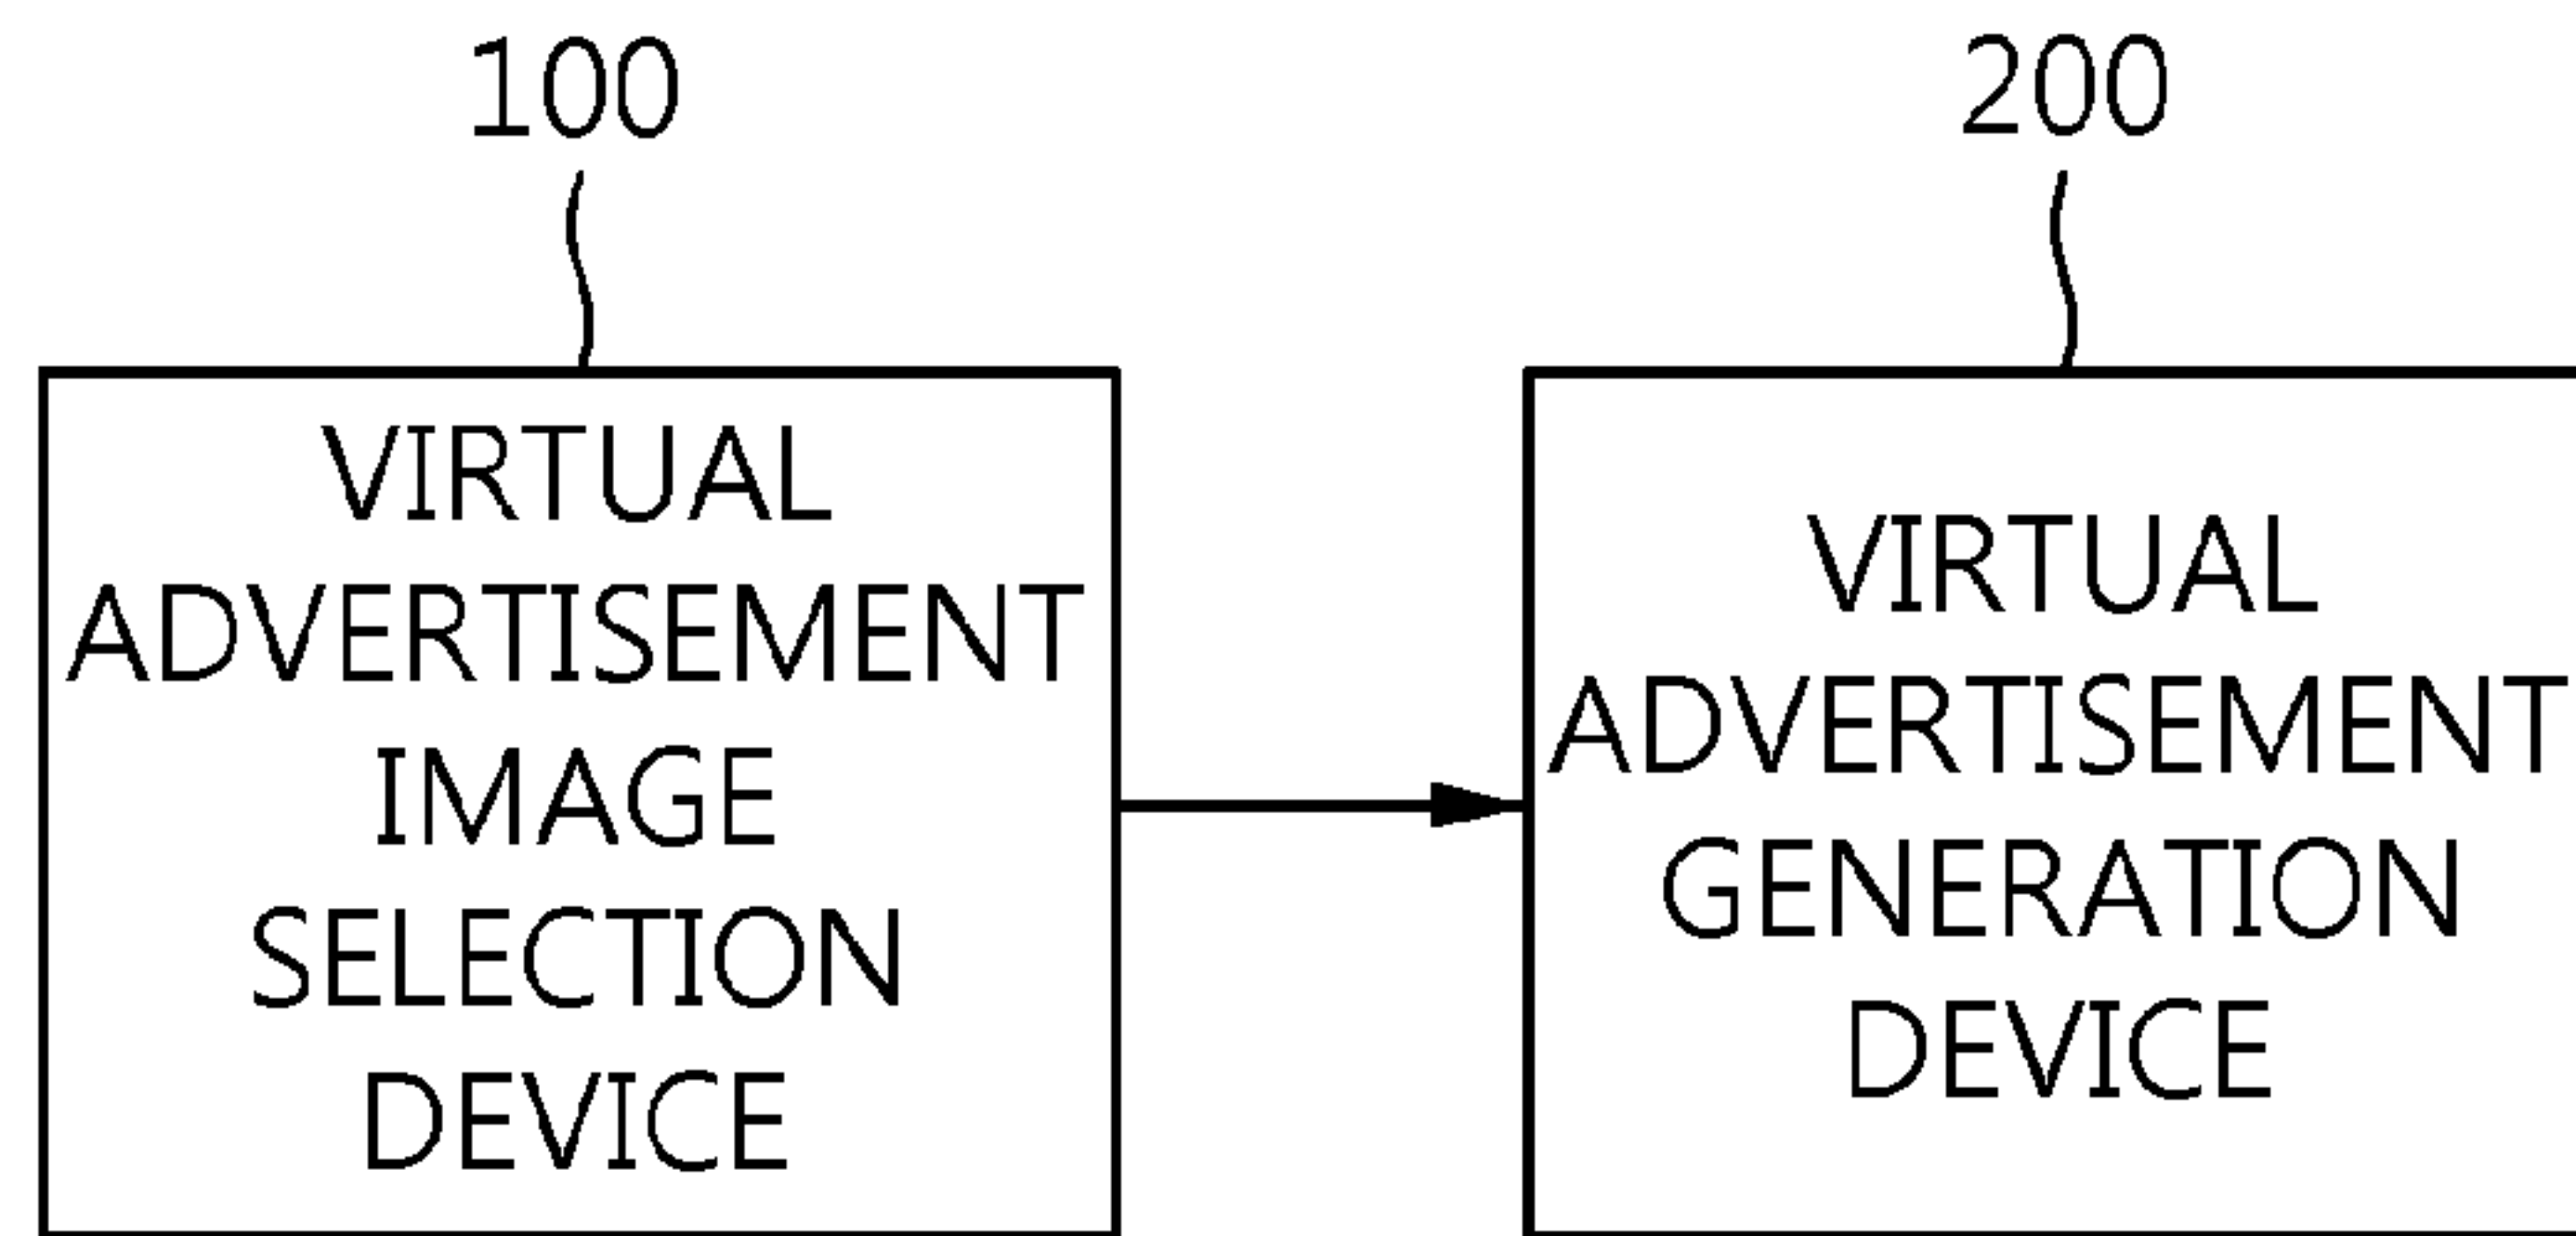 100
VIRTUAL
ADVERTISEMENT
IMAGE
SELECTION
DEVICE
200
VIRTUAL
ADVERTISEMENT
GENERATION
DEVICE